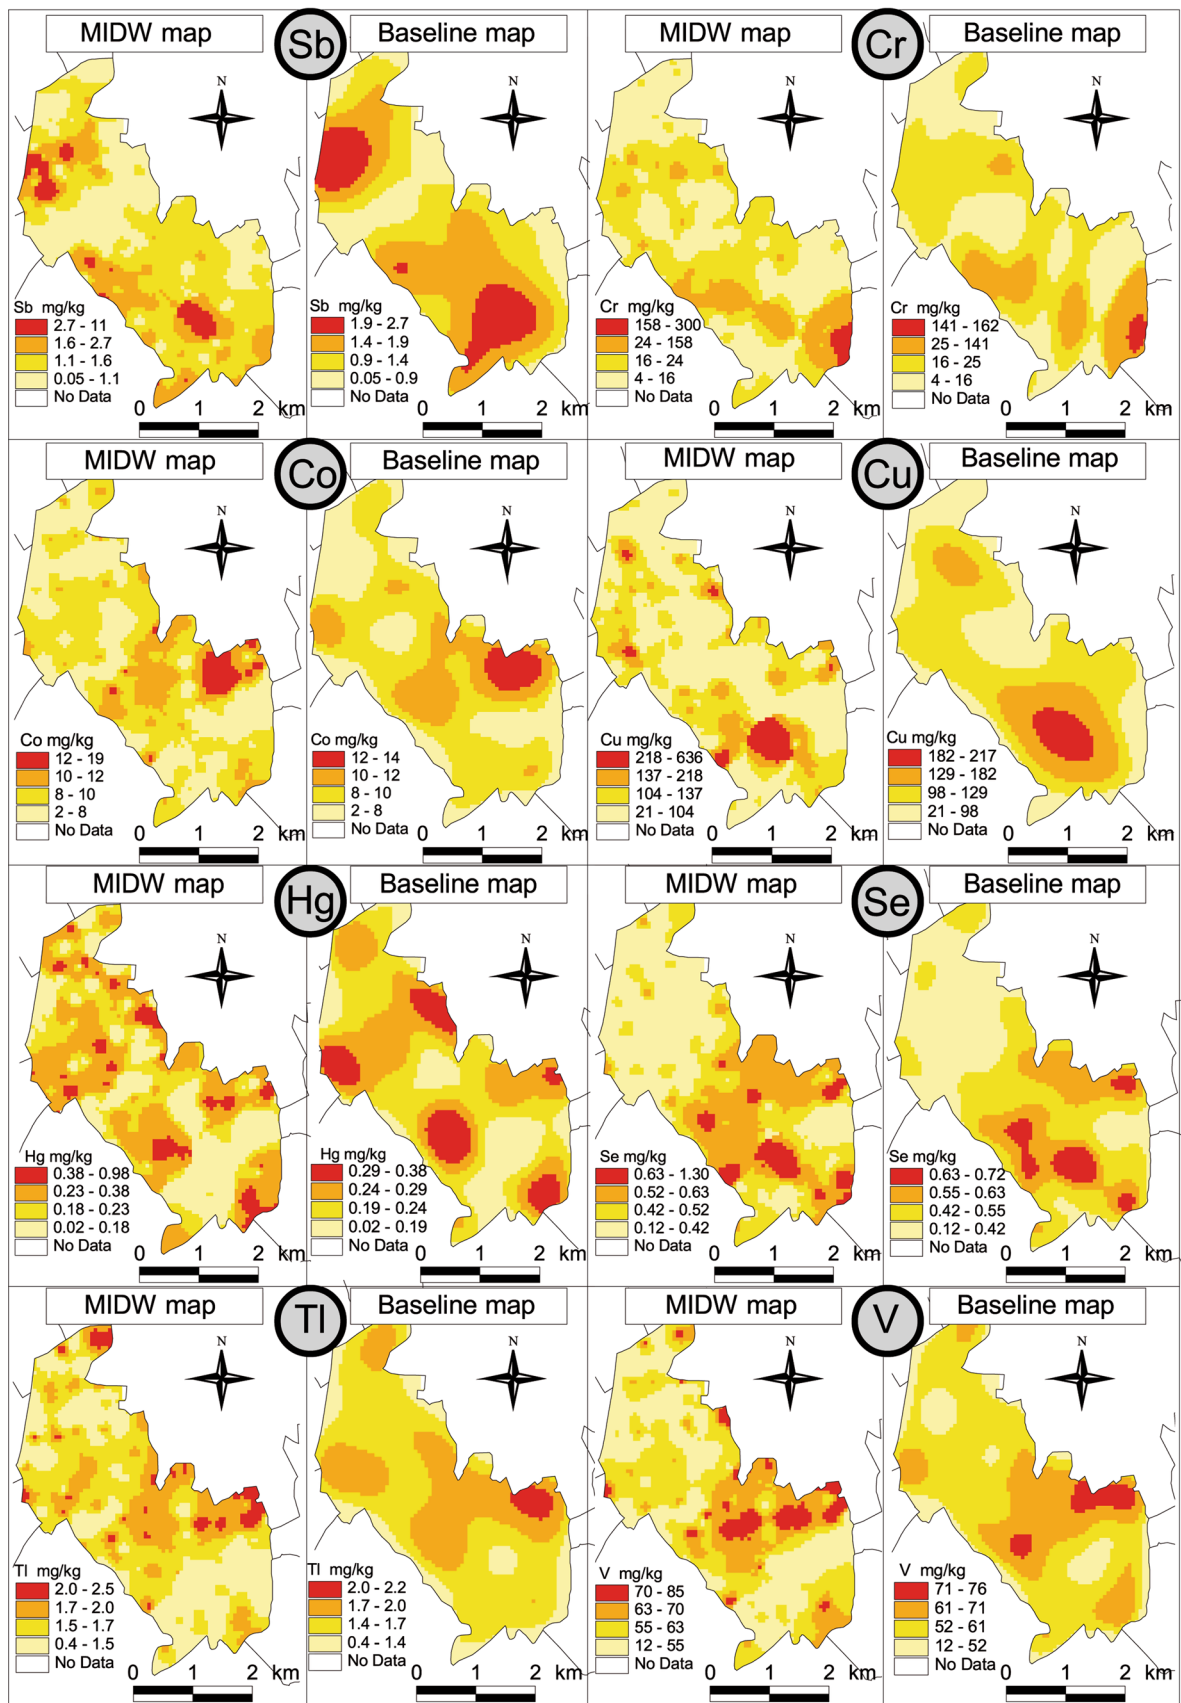 MIDW map
Sb
Baseline map
N
N
Sb mg/kg
2.7 - 11
1.6 - 2.7
1.1 - 1.6
0.05 - 1.1
No Data
0 1 2 km
Sb mg/kg
1.9 - 2.7
1.4 - 1.9
0.9 - 1.4
0.05 - 0.9
No Data
0 1 2 km
MIDW map
Cr
Baseline map
N
N
Cr mg/kg
158 - 300
24 - 158
16 - 24
4 - 16
No Data
0 1 2 km
Cr mg/kg
141 - 162
25 - 141
16 - 25
4 - 16
No Data
0 1 2 km
MIDW map
Co
Baseline map
N
N
Co mg/kg
12 - 19
10 - 12
8 - 10
2 - 8
No Data
0 1 2 km
Co mg/kg
12 - 14
10 - 12
8 - 10
2 - 8
No Data
0 1 2 km
MIDW map
Cu
Baseline map
N
N
Cu mg/kg
218 - 636
137 - 218
104 - 137
21 - 104
No Data
0 1 2 km
Cu mg/kg
182 - 217
129 - 182
98 - 129
21 - 98
No Data
0 1 2 km
MIDW map
Hg
Baseline map
N
N
Hg mg/kg
0.38 - 0.98
0.23 - 0.38
0.18 - 0.23
0.02 - 0.18
No Data
0 1 2 km
Hg mg/kg
0.29 - 0.38
0.24 - 0.29
0.19 - 0.24
0.02 - 0.19
No Data
0 1 2 km
MIDW map
Se
Baseline map
N
N
Se mg/kg
0.63 - 1.30
0.52 - 0.63
0.42 - 0.52
0.12 - 0.42
No Data
0 1 2 km
Se mg/kg
0.63 - 0.72
0.55 - 0.63
0.42 - 0.55
0.12 - 0.42
No Data
0 1 2 km
MIDW map
Tl
Baseline map
N
N
Tl mg/kg
2.0 - 2.5
1.7 - 2.0
1.5 - 1.7
0.4 - 1.5
No Data
0 1 2 km
Tl mg/kg
2.0 - 2.2
1.7 - 2.0
1.4 - 1.7
0.4 - 1.4
No Data
0 1 2 km
MIDW map
V
Baseline map
N
N
V mg/kg
70 - 85
63 - 70
55 - 63
12 - 55
No Data
0 1 2 km
V mg/kg
71 - 76
61 - 71
52 - 61
12 - 52
No Data
0 1 2 km